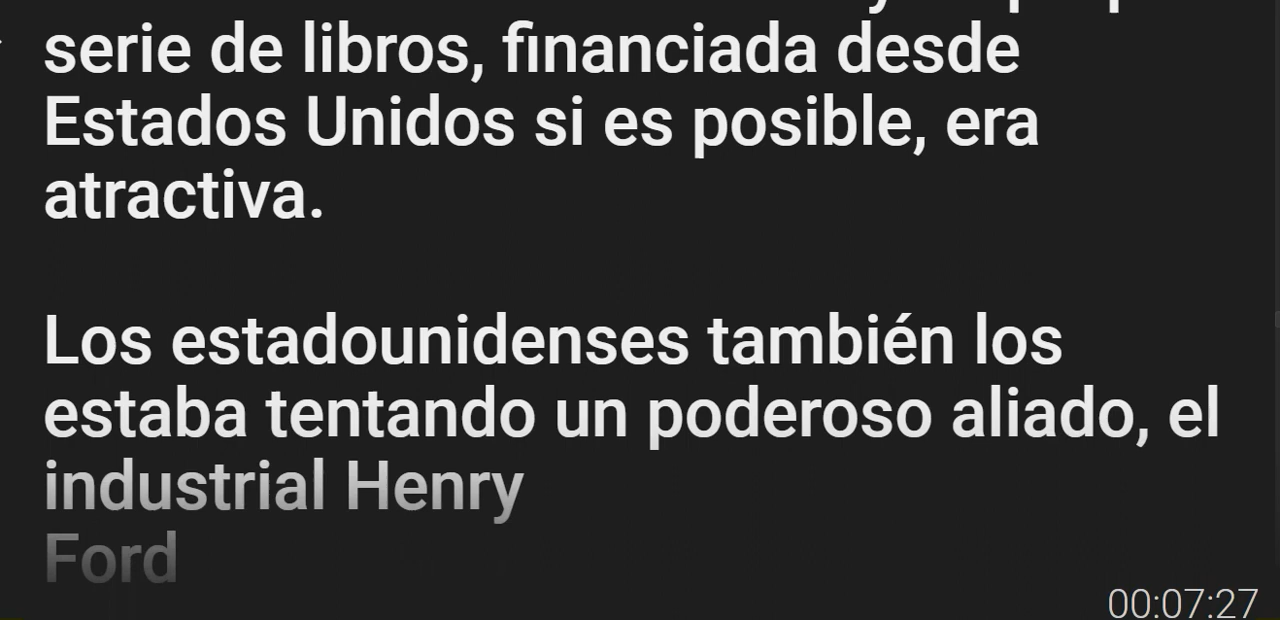 serie de libros, financiada desde
Estados Unidos si es posible, era
atractiva.
Los estadounidenses también los
estaba tentando un poderoso aliado, el
industrial Henry
Ford
00:07:27